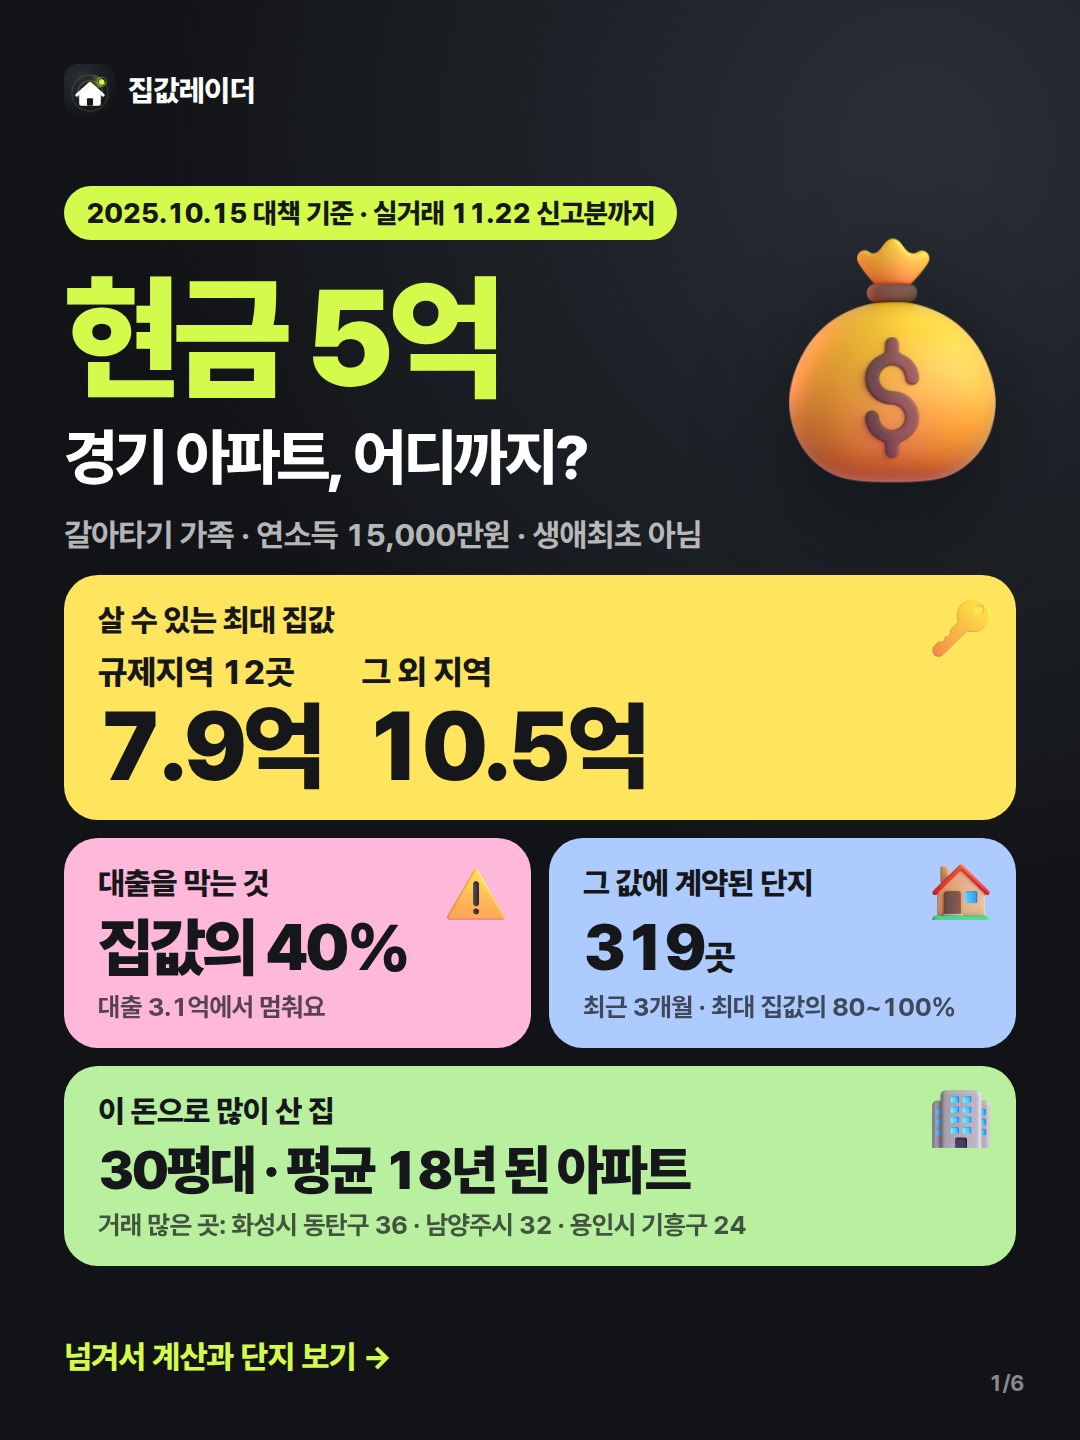 집값레이더
2025.10.15 대책 기준 · 실거래 11.22 신고분까지
현금 5억
경기 아파트, 어디까지?
갈아타기 가족 · 연소득 15,000만원 · 생애최초 아님
살 수 있는 최대 집값
규제지역 12곳 그 외 지역
7.9억 10.5억
대출을 막는 것
집값의 40%
대출 3.1억에서 멈춰요
그 값에 계약된 단지
319곳
최근 3개월 · 최대 집값의 80~100%
이 돈으로 많이 산 집
30평대 · 평균 18년 된 아파트
거래 많은 곳: 화성시 동탄구 36 · 남양주시 32 · 용인시 기흥구 24
넘겨서 계산과 단지 보기 →
1/6